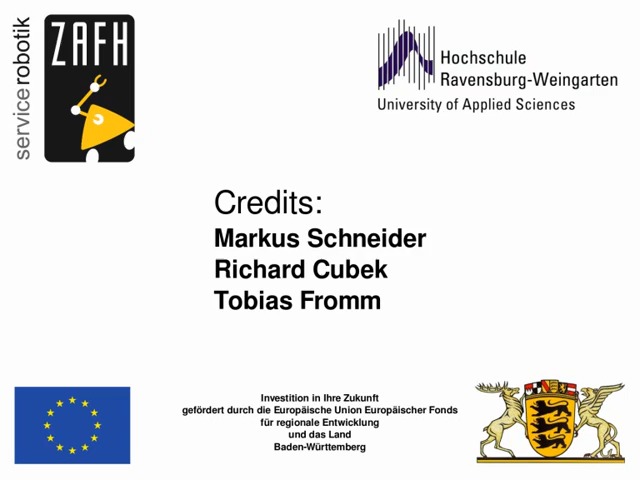 servicerobotik
ZAFH
Hochschule
Ravensburg-Weingarten
University of Applied Sciences
Credits:
Markus Schneider
Richard Cubek
Tobias Fromm
Investition in Ihre Zukunft
gefördert durch die Europäische Union Europäischer Fonds
für regionale Entwicklung
und das Land
Baden-Württemberg